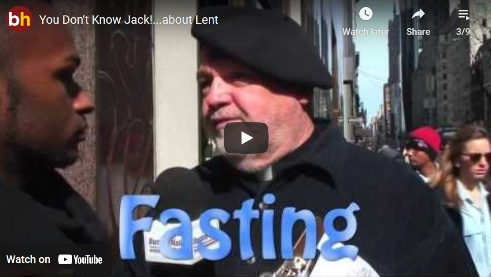 bh You Don't Know Jack!...about Lent
Watch later
Share
3/9
Fasting
Watch on YouTube